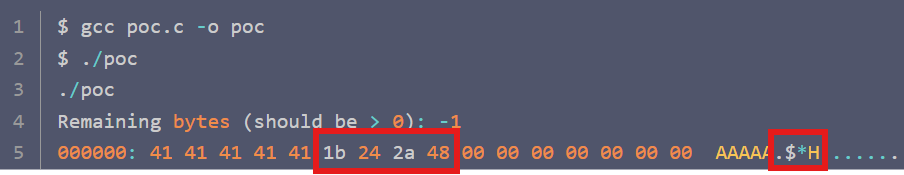 1 $ gcc poc.c -o poc
2 $ ./poc
3 ./poc
4 Remaining bytes (should be > 0): -1
5 000000: 41 41 41 41 41 1b 24 2a 48 00 00 00 00 00 00 00 AAAAA.$*H.......